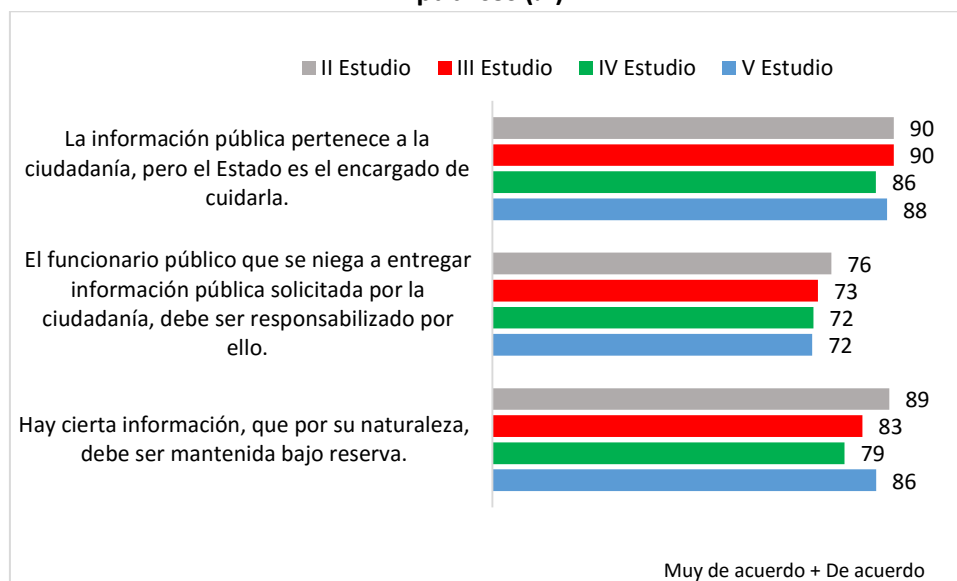 II Estudio III Estudio IV Estudio V Estudio
La información pública pertenece a la
ciudadanía, pero el Estado es el encargado de
cuidarla.
90
90
86
88
El funcionario público que se niega a entregar
información pública solicitada por la
ciudadanía, debe ser responsabilizado por
ello.
76
73
72
72
Hay cierta información, que por su naturaleza,
debe ser mantenida bajo reserva.
89
83
79
86
Muy de acuerdo + De acuerdo